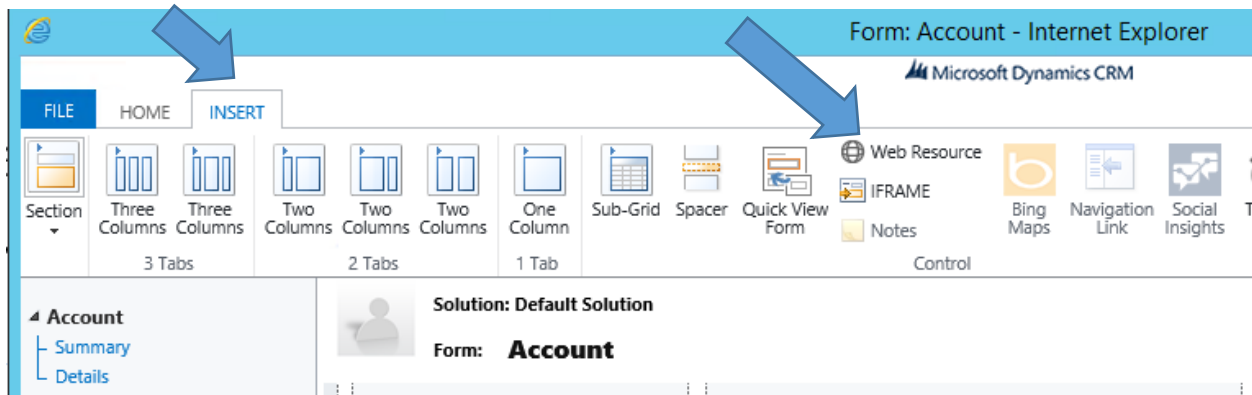 Form: Account - Internet Explorer
Microsoft Dynamics CRM
FILE HOME INSERT
Section
Three Columns
Three Columns
Two Columns
Two Columns
Two Columns
One Column
Sub-Grid
Spacer
Quick View Form
Web Resource
IFRAME
Notes
Bing Maps
Navigation Link
Social Insights
3 Tabs
2 Tabs
1 Tab
Control
Account
Summary
Details
Solution: Default Solution
Form: Account